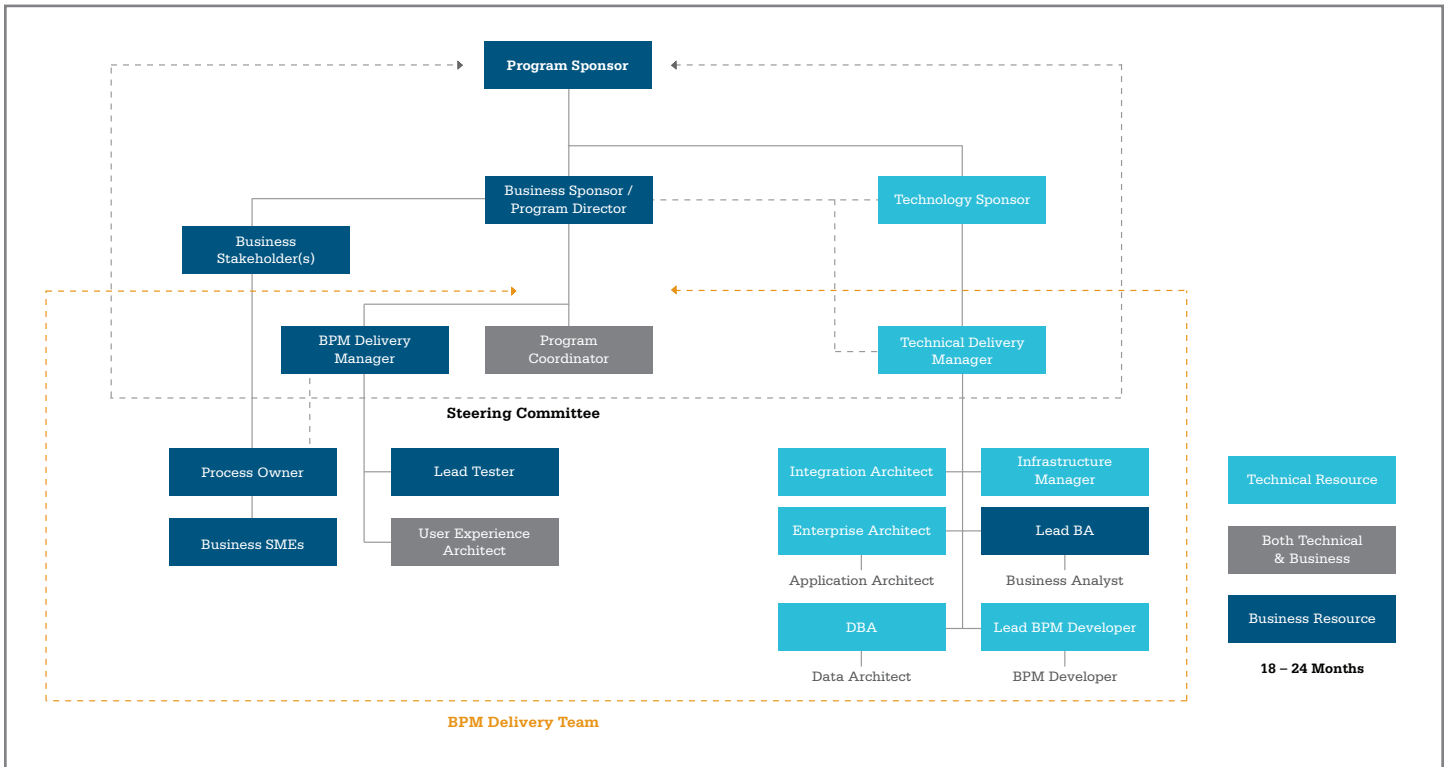 Program Sponsor
Business Sponsor /
Program Director
Technology Sponsor
Business
Stakeholder(s)
BPM Delivery
Manager
Program
Coordinator
Technical Delivery
Manager
Steering Committee
Process Owner
Lead Tester
Integration Architect
Infrastructure
Manager
Technical Resource
Business SMEs
User Experience
Architect
Enterprise Architect
Lead BA
Both Technical
& Business
Application Architect
Business Analyst
DBA
Lead BPM Developer
Business Resource
Data Architect
BPM Developer
18 – 24 Months
BPM Delivery Team